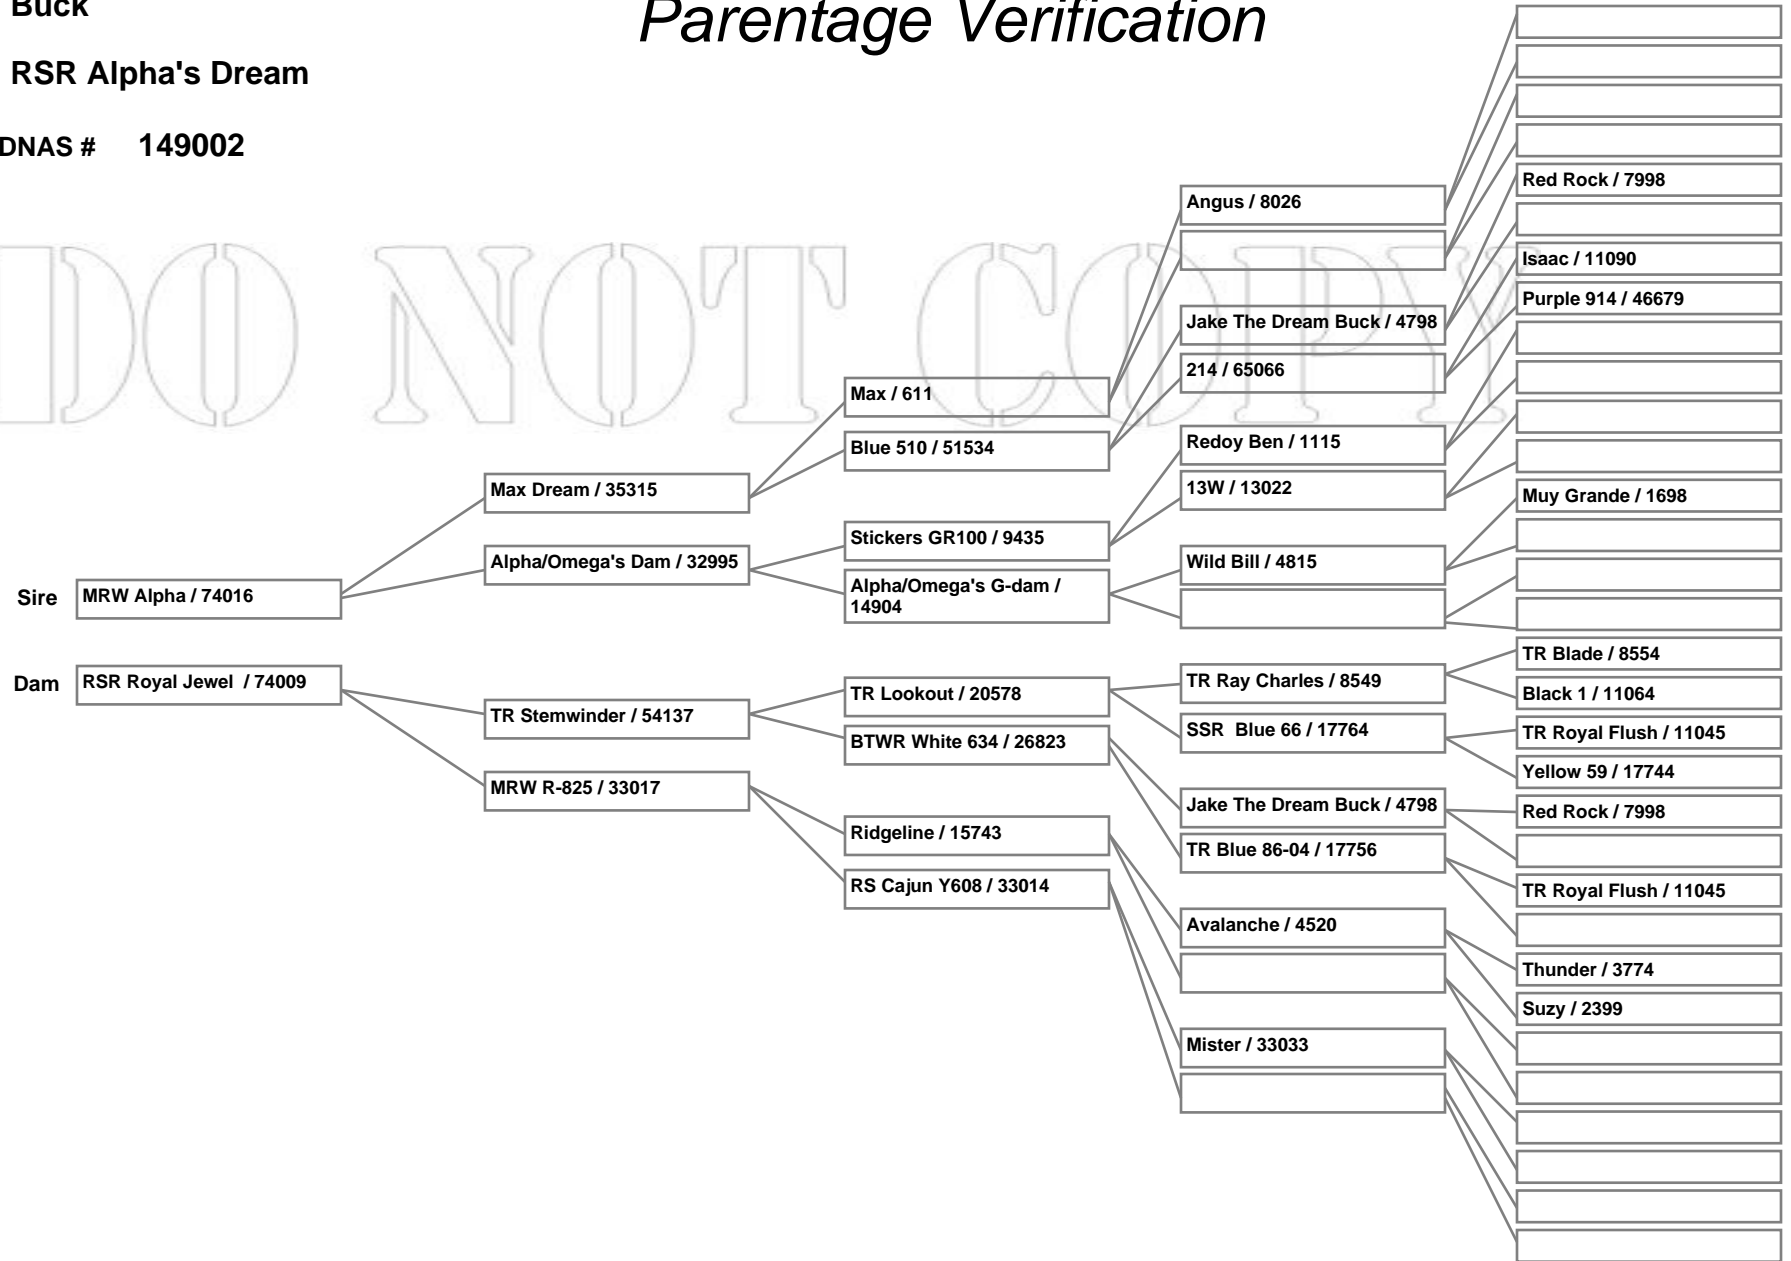 Buck
Parentage Verification
RSR Alpha's Dream
DNAS # 149002
DO NOT COPY
Sire
MRW Alpha / 74016
Dam
RSR Royal Jewel / 74009
Max Dream / 35315
Alpha/Omega's Dam / 32995
TR Stemwinder / 54137
MRW R-825 / 33017
Max / 611
Blue 510 / 51534
Stickers GR100 / 9435
Alpha/Omega's G-dam /
14904
TR Lookout / 20578
BTWR White 634 / 26823
Ridgeline / 15743
RS Cajun Y608 / 33014
Angus / 8026
Jake The Dream Buck / 4798
214 / 65066
Redoy Ben / 1115
13W / 13022
Wild Bill / 4815
TR Ray Charles / 8549
SSR Blue 66 / 17764
Jake The Dream Buck / 4798
TR Blue 86-04 / 17756
Avalanche / 4520
Mister / 33033
Red Rock / 7998
Isaac / 11090
Purple 914 / 46679
Muy Grande / 1698
TR Blade / 8554
Black 1 / 11064
TR Royal Flush / 11045
Yellow 59 / 17744
Red Rock / 7998
TR Royal Flush / 11045
Thunder / 3774
Suzy / 2399